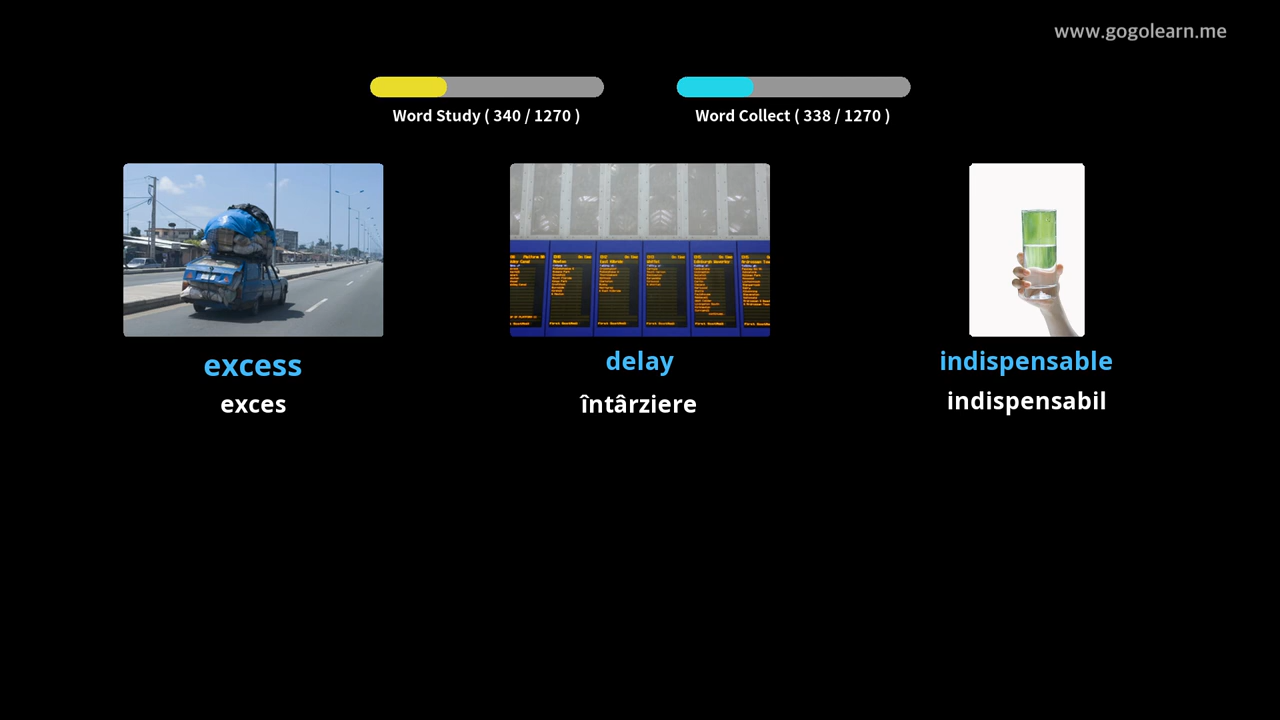 www.gogolearn.me
Word Study ( 340 / 1270 )
Word Collect ( 338 / 1270 )
excess
delay
indispensable
exces
întârziere
indispensabil